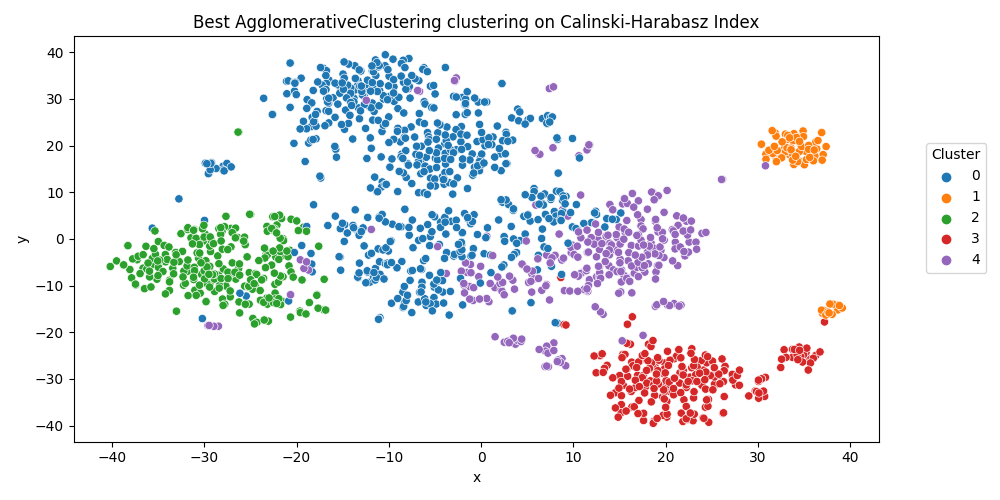 Best AgglomerativeClustering clustering on Calinski-Harabasz Index
40
30
20
10
0
−10
−20
−30
−40
y
−40 −30 −20 −10 0 10 20 30 40
x
Cluster
0
1
2
3
4